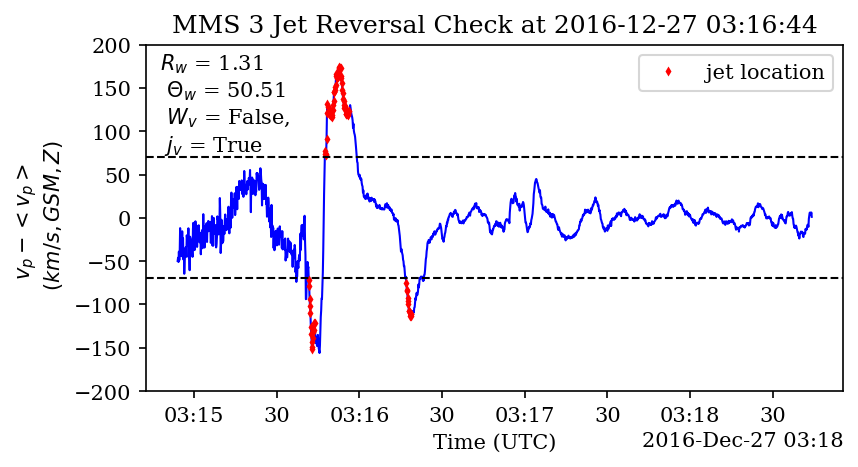 MMS 3 Jet Reversal Check at 2016-12-27 03:16:44
R_w = 1.31
Θ_w = 50.51
W_v = False,
j_v = True
jet location
v_p − < v_p >
(km/s, GSM, Z)
200
150
100
50
0
−50
−100
−150
−200
03:15 30 03:16 30 03:17 30 03:18 30
Time (UTC) 2016-Dec-27 03:18